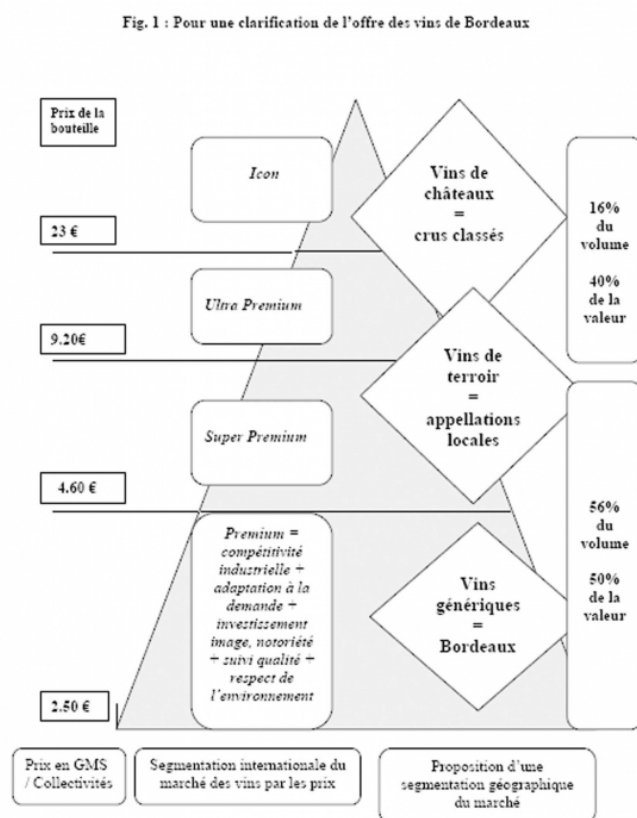 Fig. 1 : Pour une clarification de l'offre des vins de Bordeaux
Prix de la
bouteille
Icon
Vins de
châteaux
=
crus classés
16%
du
volume
40%
de la
valeur
23 €
Ultra Premium
9.20€
Vins de
terroir
=
appellations
locales
Super Premium
4.60 €
Premium =
compétitivité
industrielle +
adaptation à la
demande +
investissement
image, notoriété
+ suivi qualité +
respect de
l'environnement
Vins
génériques
=
Bordeaux
56%
du
volume
50%
de la
valeur
2.50 €
Prix en GMS
/ Collectivités
Segmentation internationale du
marché des vins par les prix
Proposition d'une
segmentation géographique
du marché